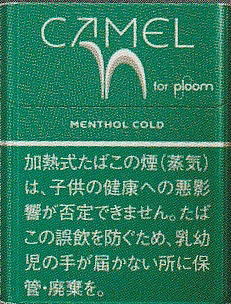 CAMEL
for ploom
MENTHOL COLD
加熱式たばこの煙(蒸気)
は、子供の健康への悪影
響が否定できません。たば
この誤飲を防ぐため、乳幼
児の手が届かない所に保
管・廃棄を。